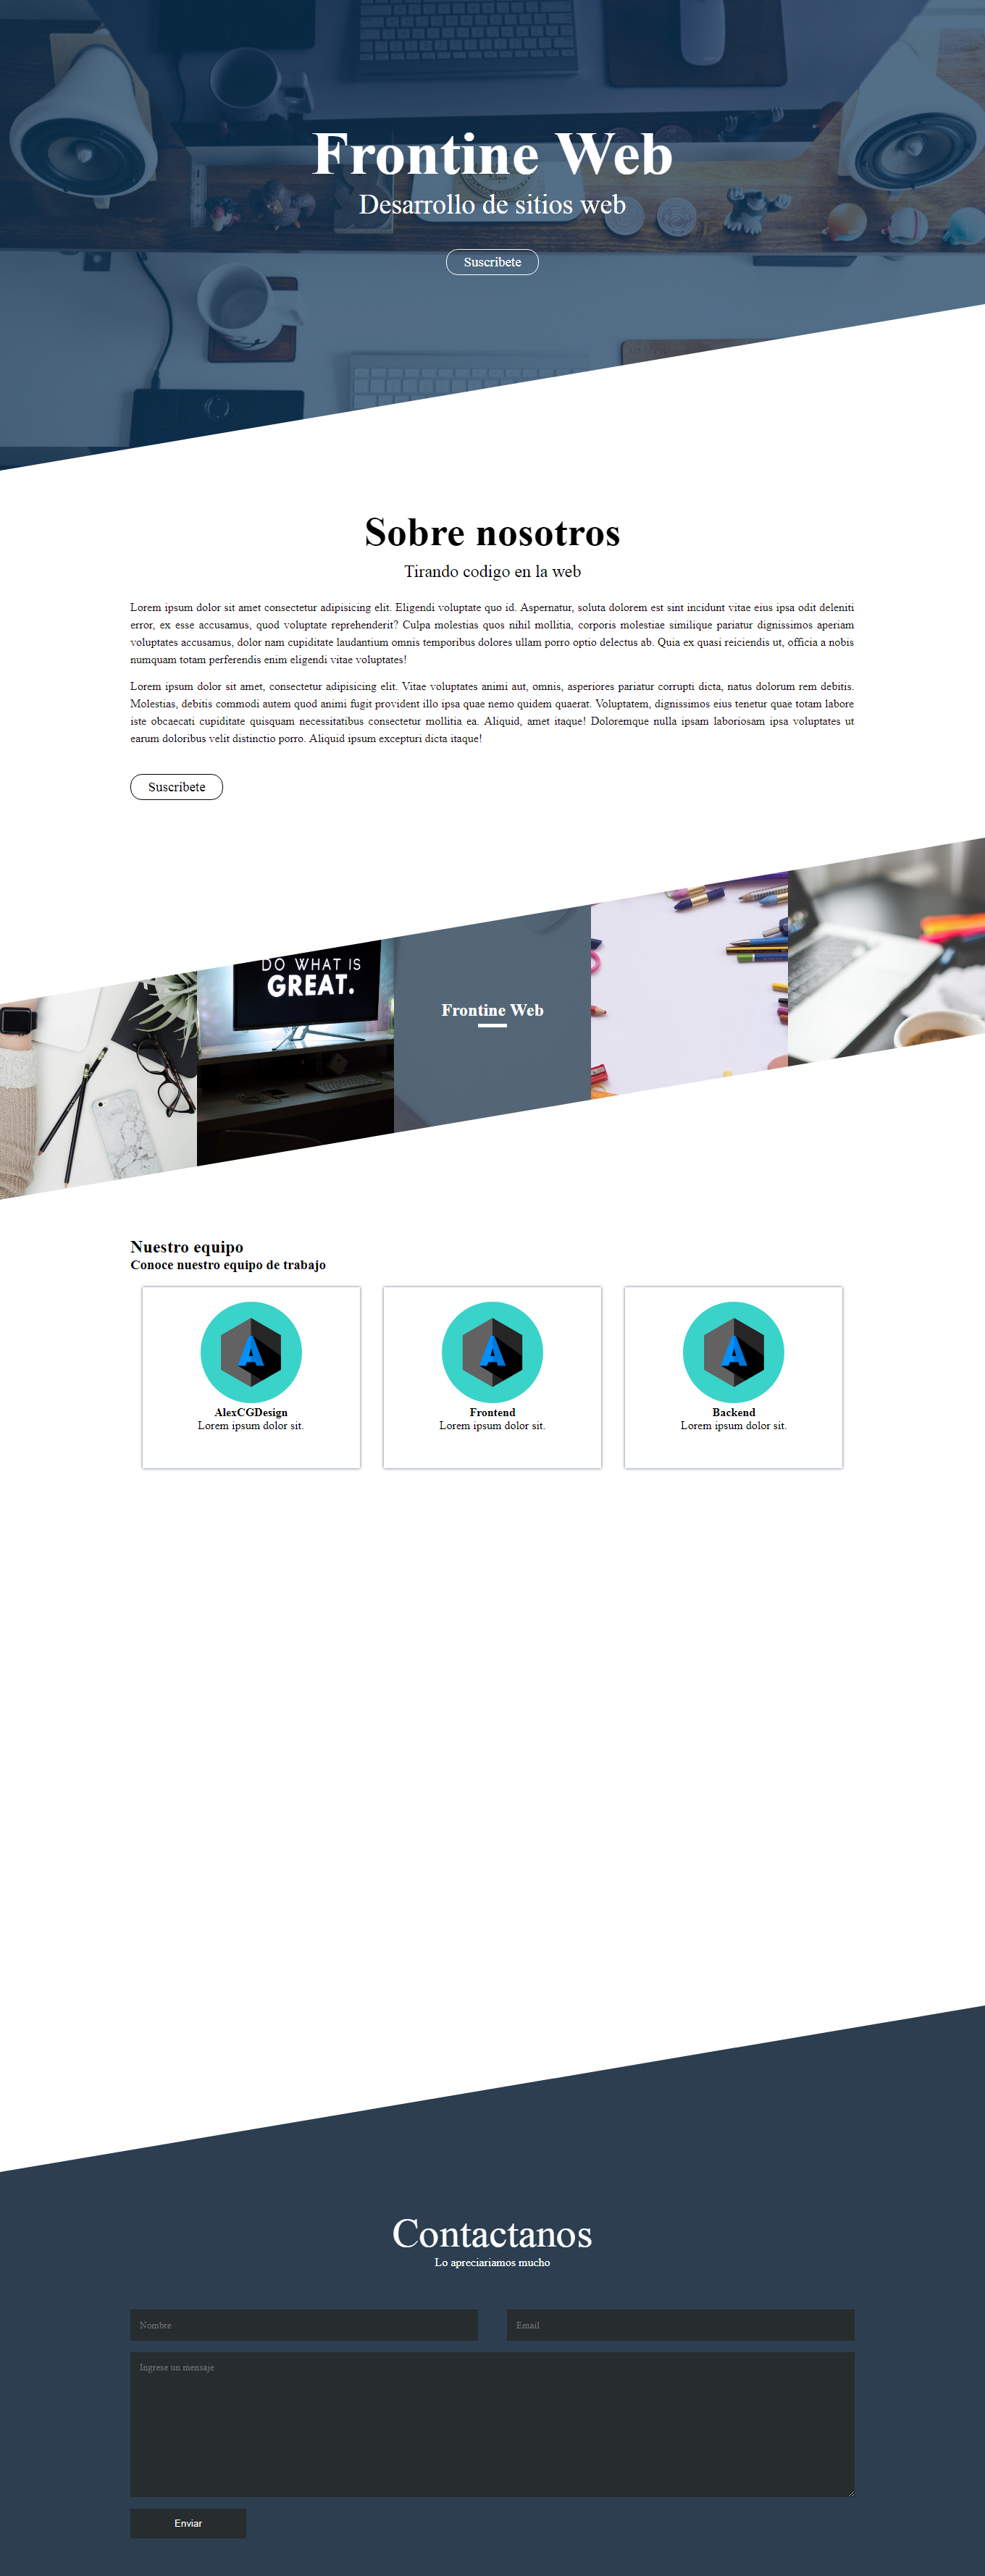 Frontine Web
Desarrollo de sitios web
Suscribete
Sobre nosotros
Tirando codigo en la web
Lorem ipsum dolor sit amet consectetur adipisicing elit. Eligendi voluptate quo id. Aspernatur, soluta dolorem est sint incidunt vitae eius ipsa odit deleniti
error, ex esse accusamus, quod voluptate reprehenderit? Culpa molestias quos nihil mollitia, corporis molestiae similique pariatur dignissimos aperiam
voluptates accusamus, dolor nam cupiditate laudantium omnis temporibus dolores ullam porro optio delectus ab. Quia ex quasi reiciendis ut, officia a nobis
numquam totam perferendis enim eligendi vitae voluptates!
Lorem ipsum dolor sit amet, consectetur adipisicing elit. Vitae voluptates animi aut, omnis, asperiores pariatur corrupti dicta, natus dolorum rem debitis.
Molestias, debitis commodi autem quod animi fugit provident illo ipsa quae nemo quidem quaerat. Voluptatem, dignissimos eius tenetur quae totam labore
iste obcaecati cupiditate quisquam necessitatibus consectetur mollitia ea. Aliquid, amet itaque! Doloremque nulla ipsam laboriosam ipsa voluptates ut
earum doloribus velit distinctio porro. Aliquid ipsum excepturi dicta itaque!
Suscribete
DO WHAT IS
GREAT.
Frontine Web
Nuestro equipo
Conoce nuestro equipo de trabajo
A
A
A
AlexCGDesign
Frontend
Backend
Lorem ipsum dolor sit.
Lorem ipsum dolor sit.
Lorem ipsum dolor sit.
Contactanos
Lo apreciariamos mucho
Nombre
Email
Ingrese un mensaje
Enviar